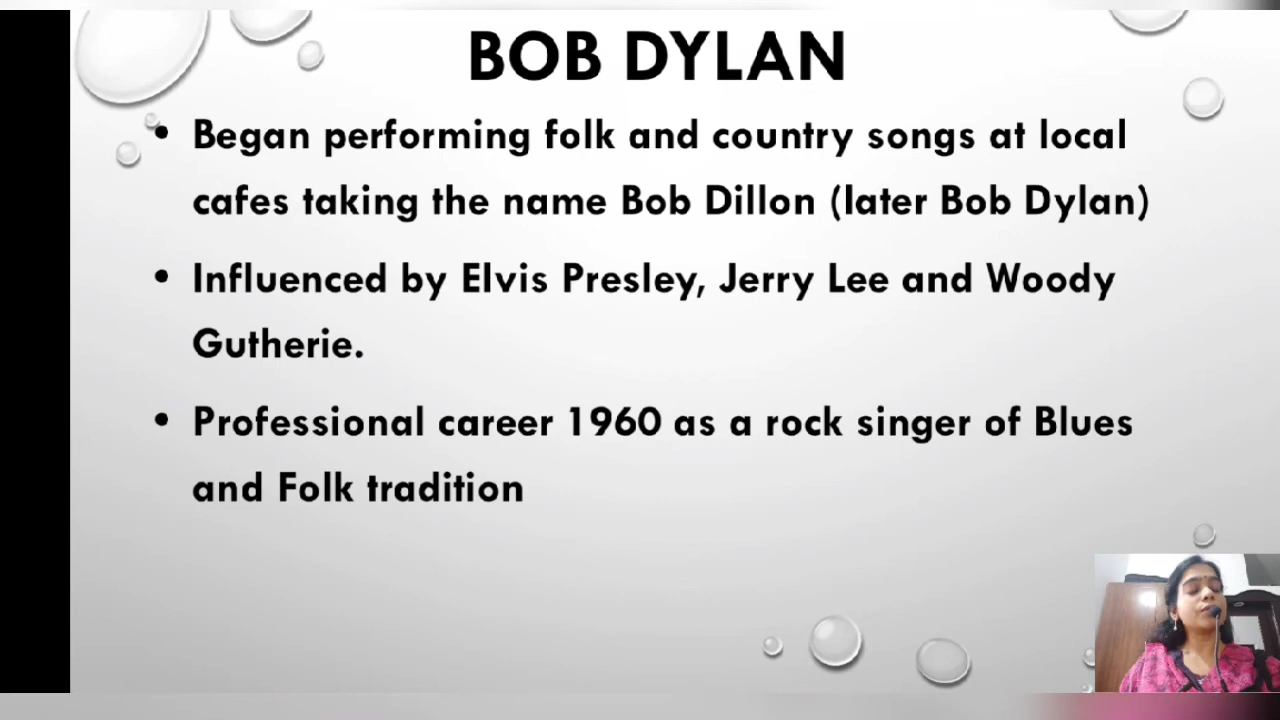 BOB DYLAN
• Began performing folk and country songs at local
cafes taking the name Bob Dillon (later Bob Dylan)
• Influenced by Elvis Presley, Jerry Lee and Woody
Gutherie.
• Professional career 1960 as a rock singer of Blues
and Folk tradition